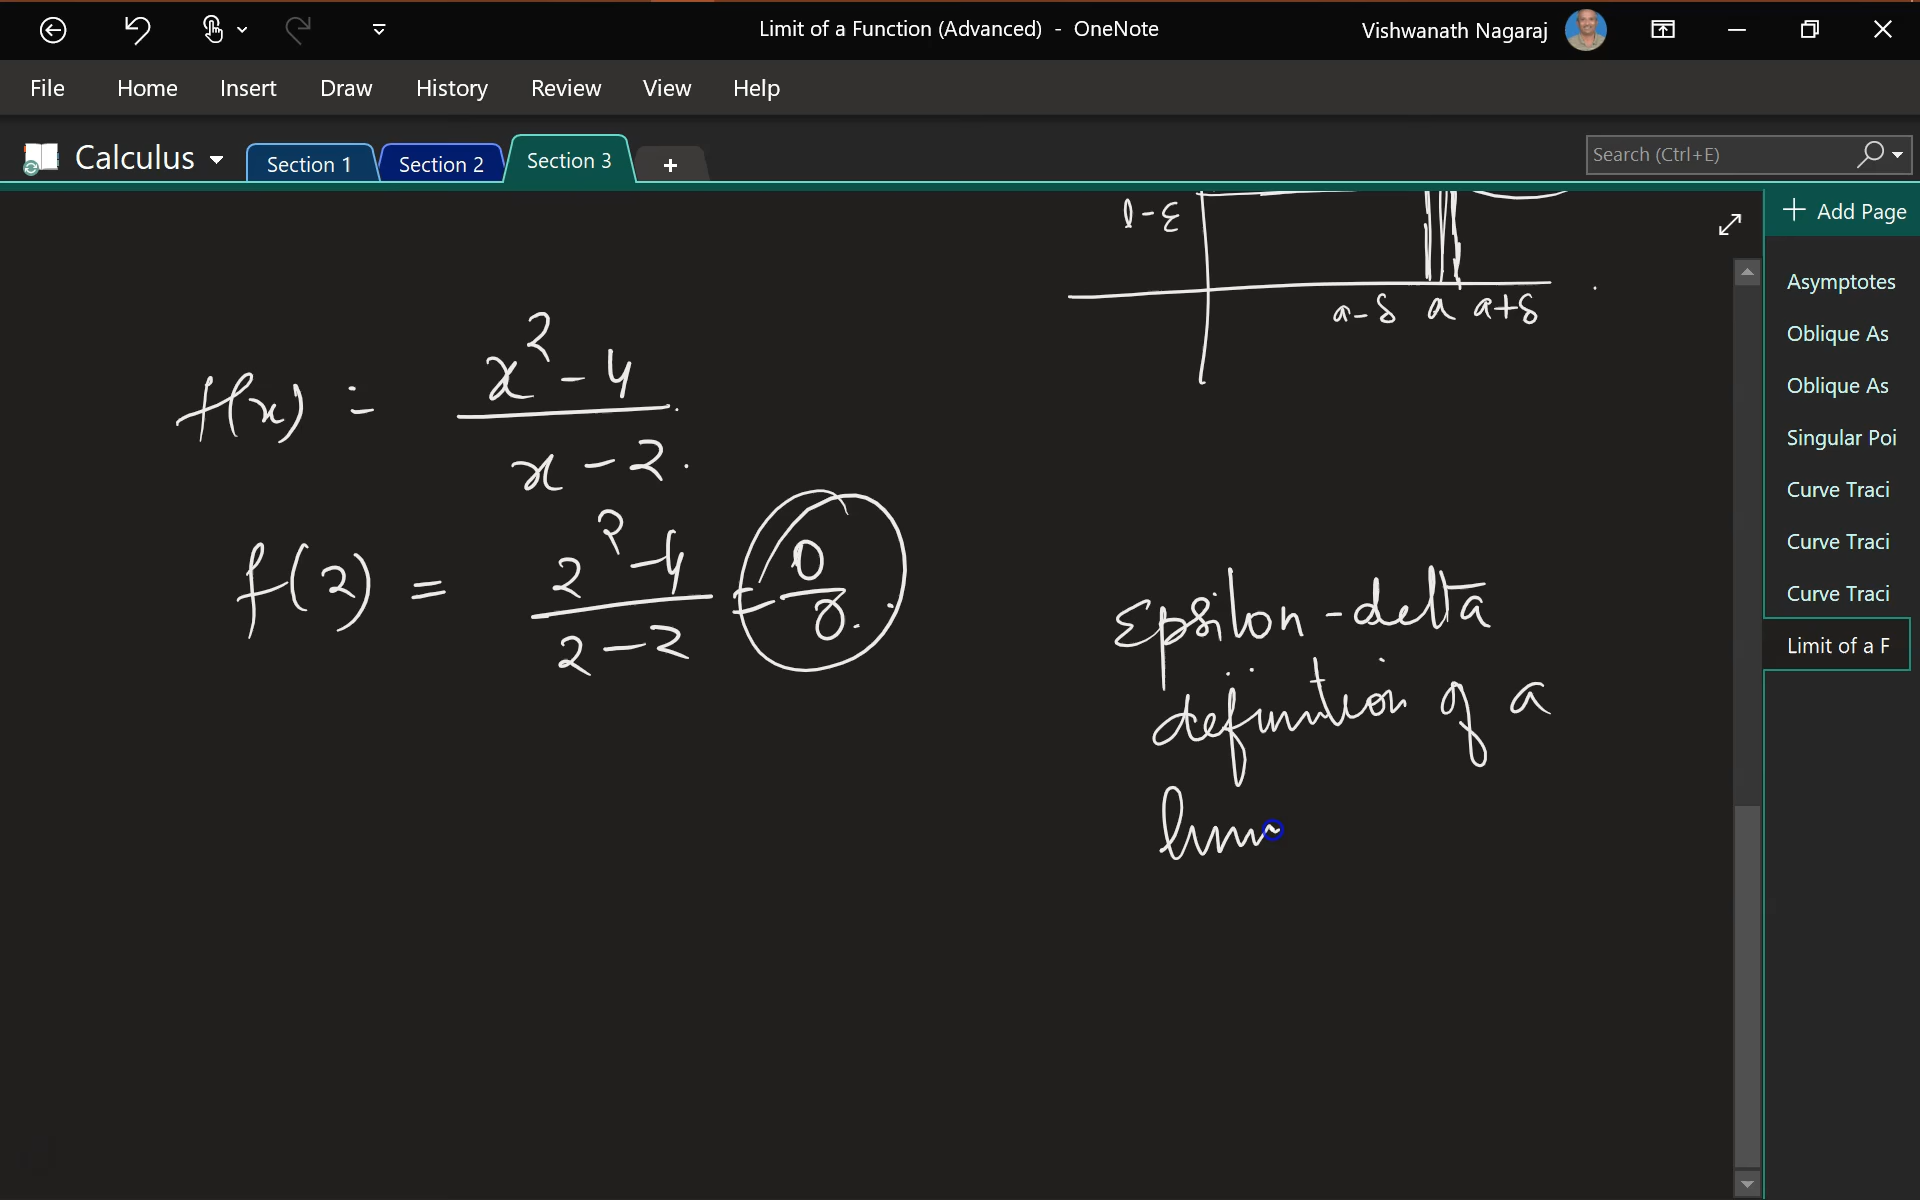 Limit of a Function (Advanced) - OneNote
Vishwanath Nagaraj
File Home Insert Draw History Review View Help
Calculus Section 1 Section 2 Section 3 +
Search (Ctrl+E)
Add Page
Asymptotes
Oblique As
Oblique As
Singular Poi
Curve Traci
Curve Traci
Curve Traci
Limit of a F
l-ε
a-δ a a+δ
f(x) = x² - 4
x - 2
f(2) = 2² - 4 = 0
2 - 2 0
Epsilon-delta
definition of a
lim